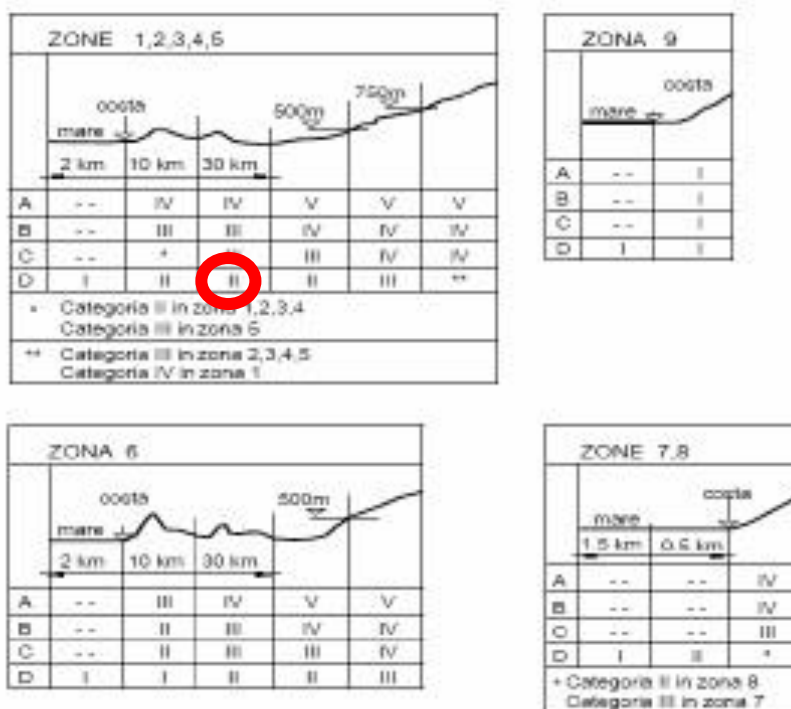 ZONE 1,2,3,4,5
costa
mare
500m
750m
2 km 10 km 30 km
A -- IV IV V V V
B -- III III IV IV IV
C -- * III IV IV
D I II II II III **
* Categoria II in zona 1,2,3,4
Categoria III in zona 5
** Categoria III in zona 2,3,4,5
Categoria IV in zona 1
ZONA 9
costa
mare
A -- I
B -- I
C -- I
D I I
ZONA 6
costa
mare
500m
2 km 10 km 30 km
A -- III IV V V
B -- II III IV IV
C -- II III III IV
D I I II II III
ZONE 7,8
costa
mare
1.5 km 0.5 km
A -- -- IV
B -- -- IV
C -- -- III
D I II *
* Categoria II in zona 8
Categoria III in zona 7